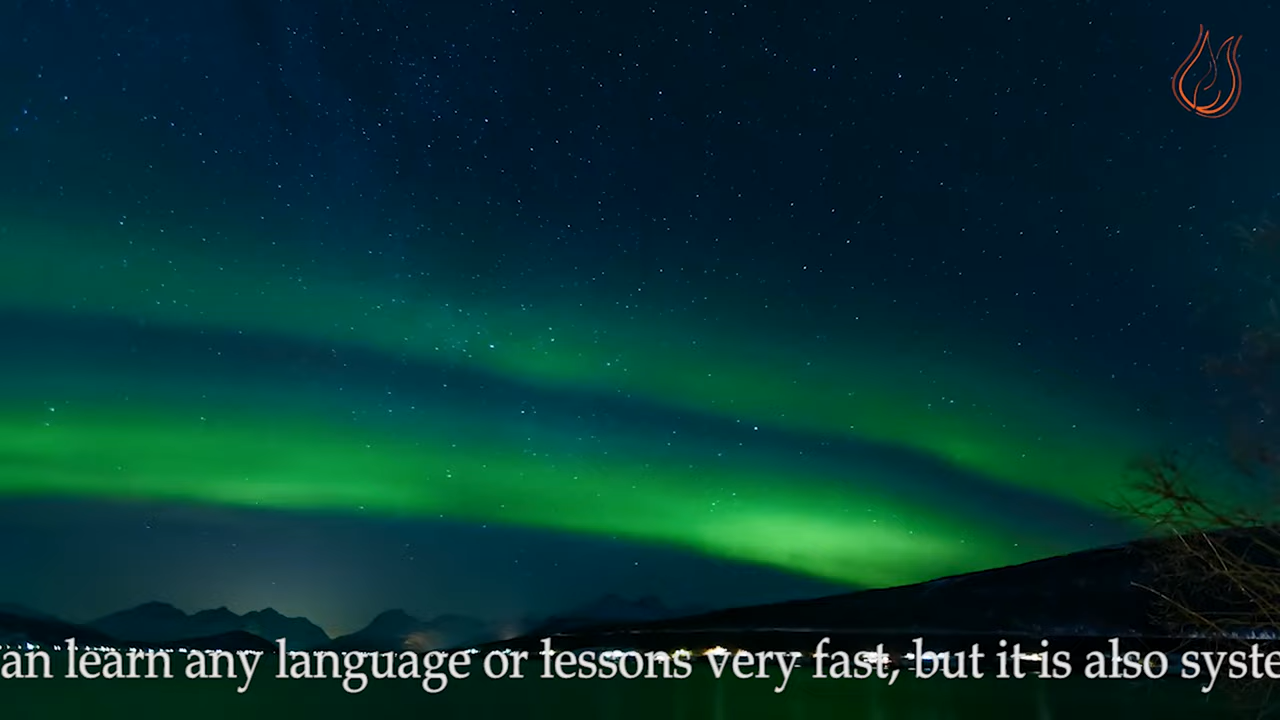 an learn any language or lessons very fast, but it is also syste